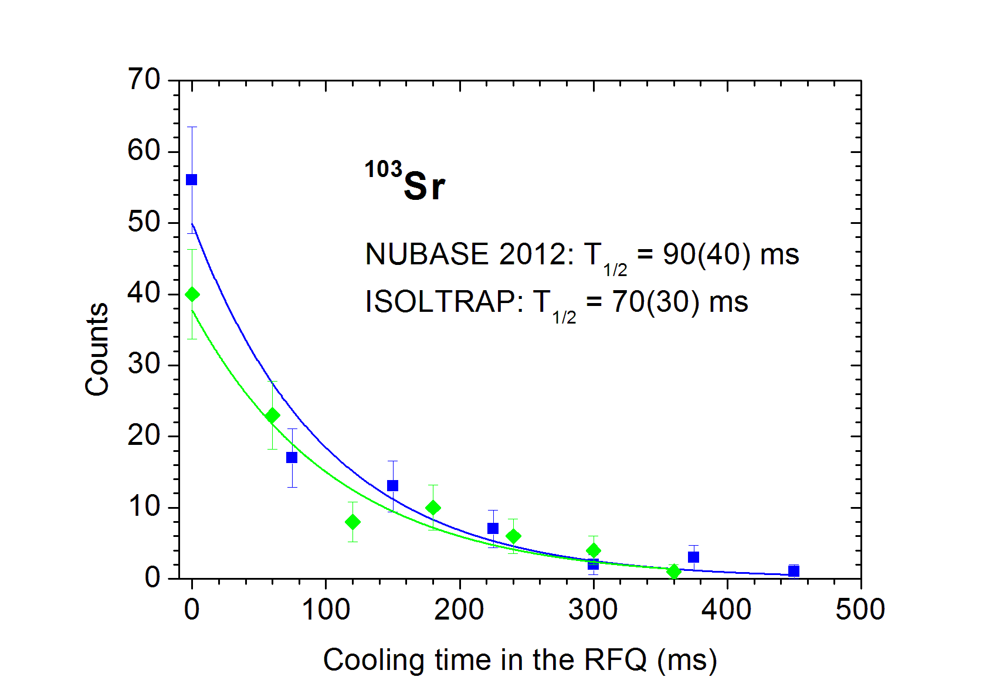 70
60
50
40
30
20
10
0
Counts
¹⁰³Sr
NUBASE 2012: T₁/₂ = 90(40) ms
ISOLTRAP: T₁/₂ = 70(30) ms
0 100 200 300 400 500
Cooling time in the RFQ (ms)